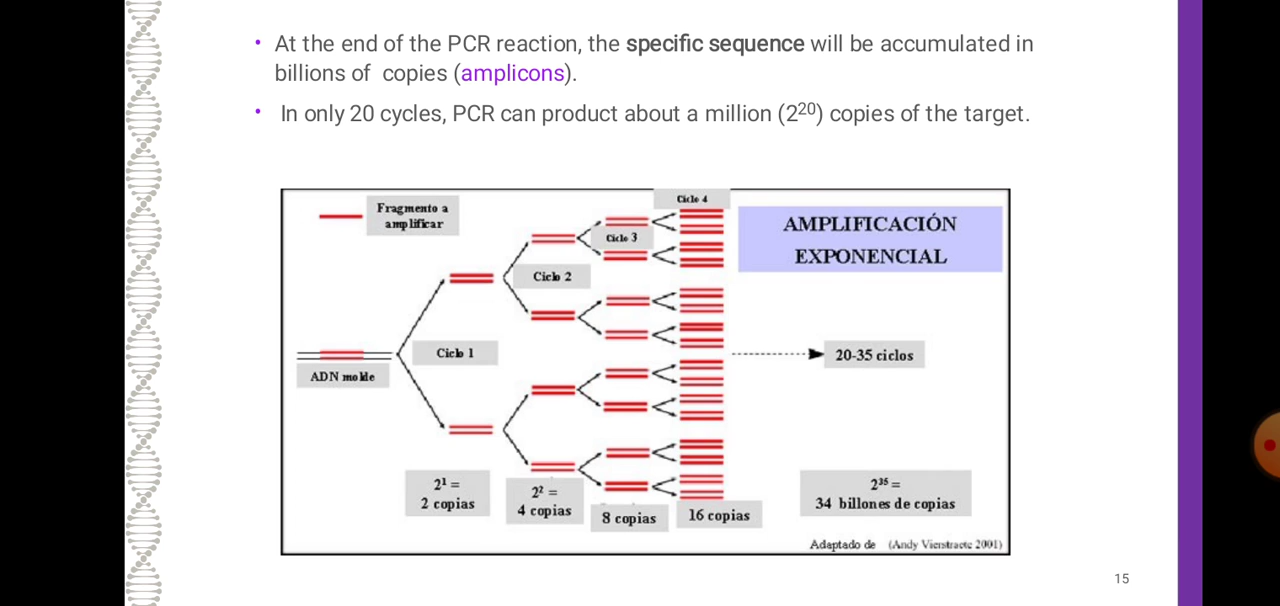 • At the end of the PCR reaction, the specific sequence will be accumulated in
billions of copies (amplicons).
• In only 20 cycles, PCR can product about a million (2²⁰) copies of the target.
Fragmento a
amplificar
Ciclo 4
Ciclo 3
AMPLIFICACIÓN
EXPONENCIAL
Ciclo 2
Ciclo 1
ADN molde
20-35 ciclos
2¹ =
2 copias
2² =
4 copias
8 copias
16 copias
2³⁵ =
34 billones de copias
Adaptado de (Andy Vierstraete 2001)
15